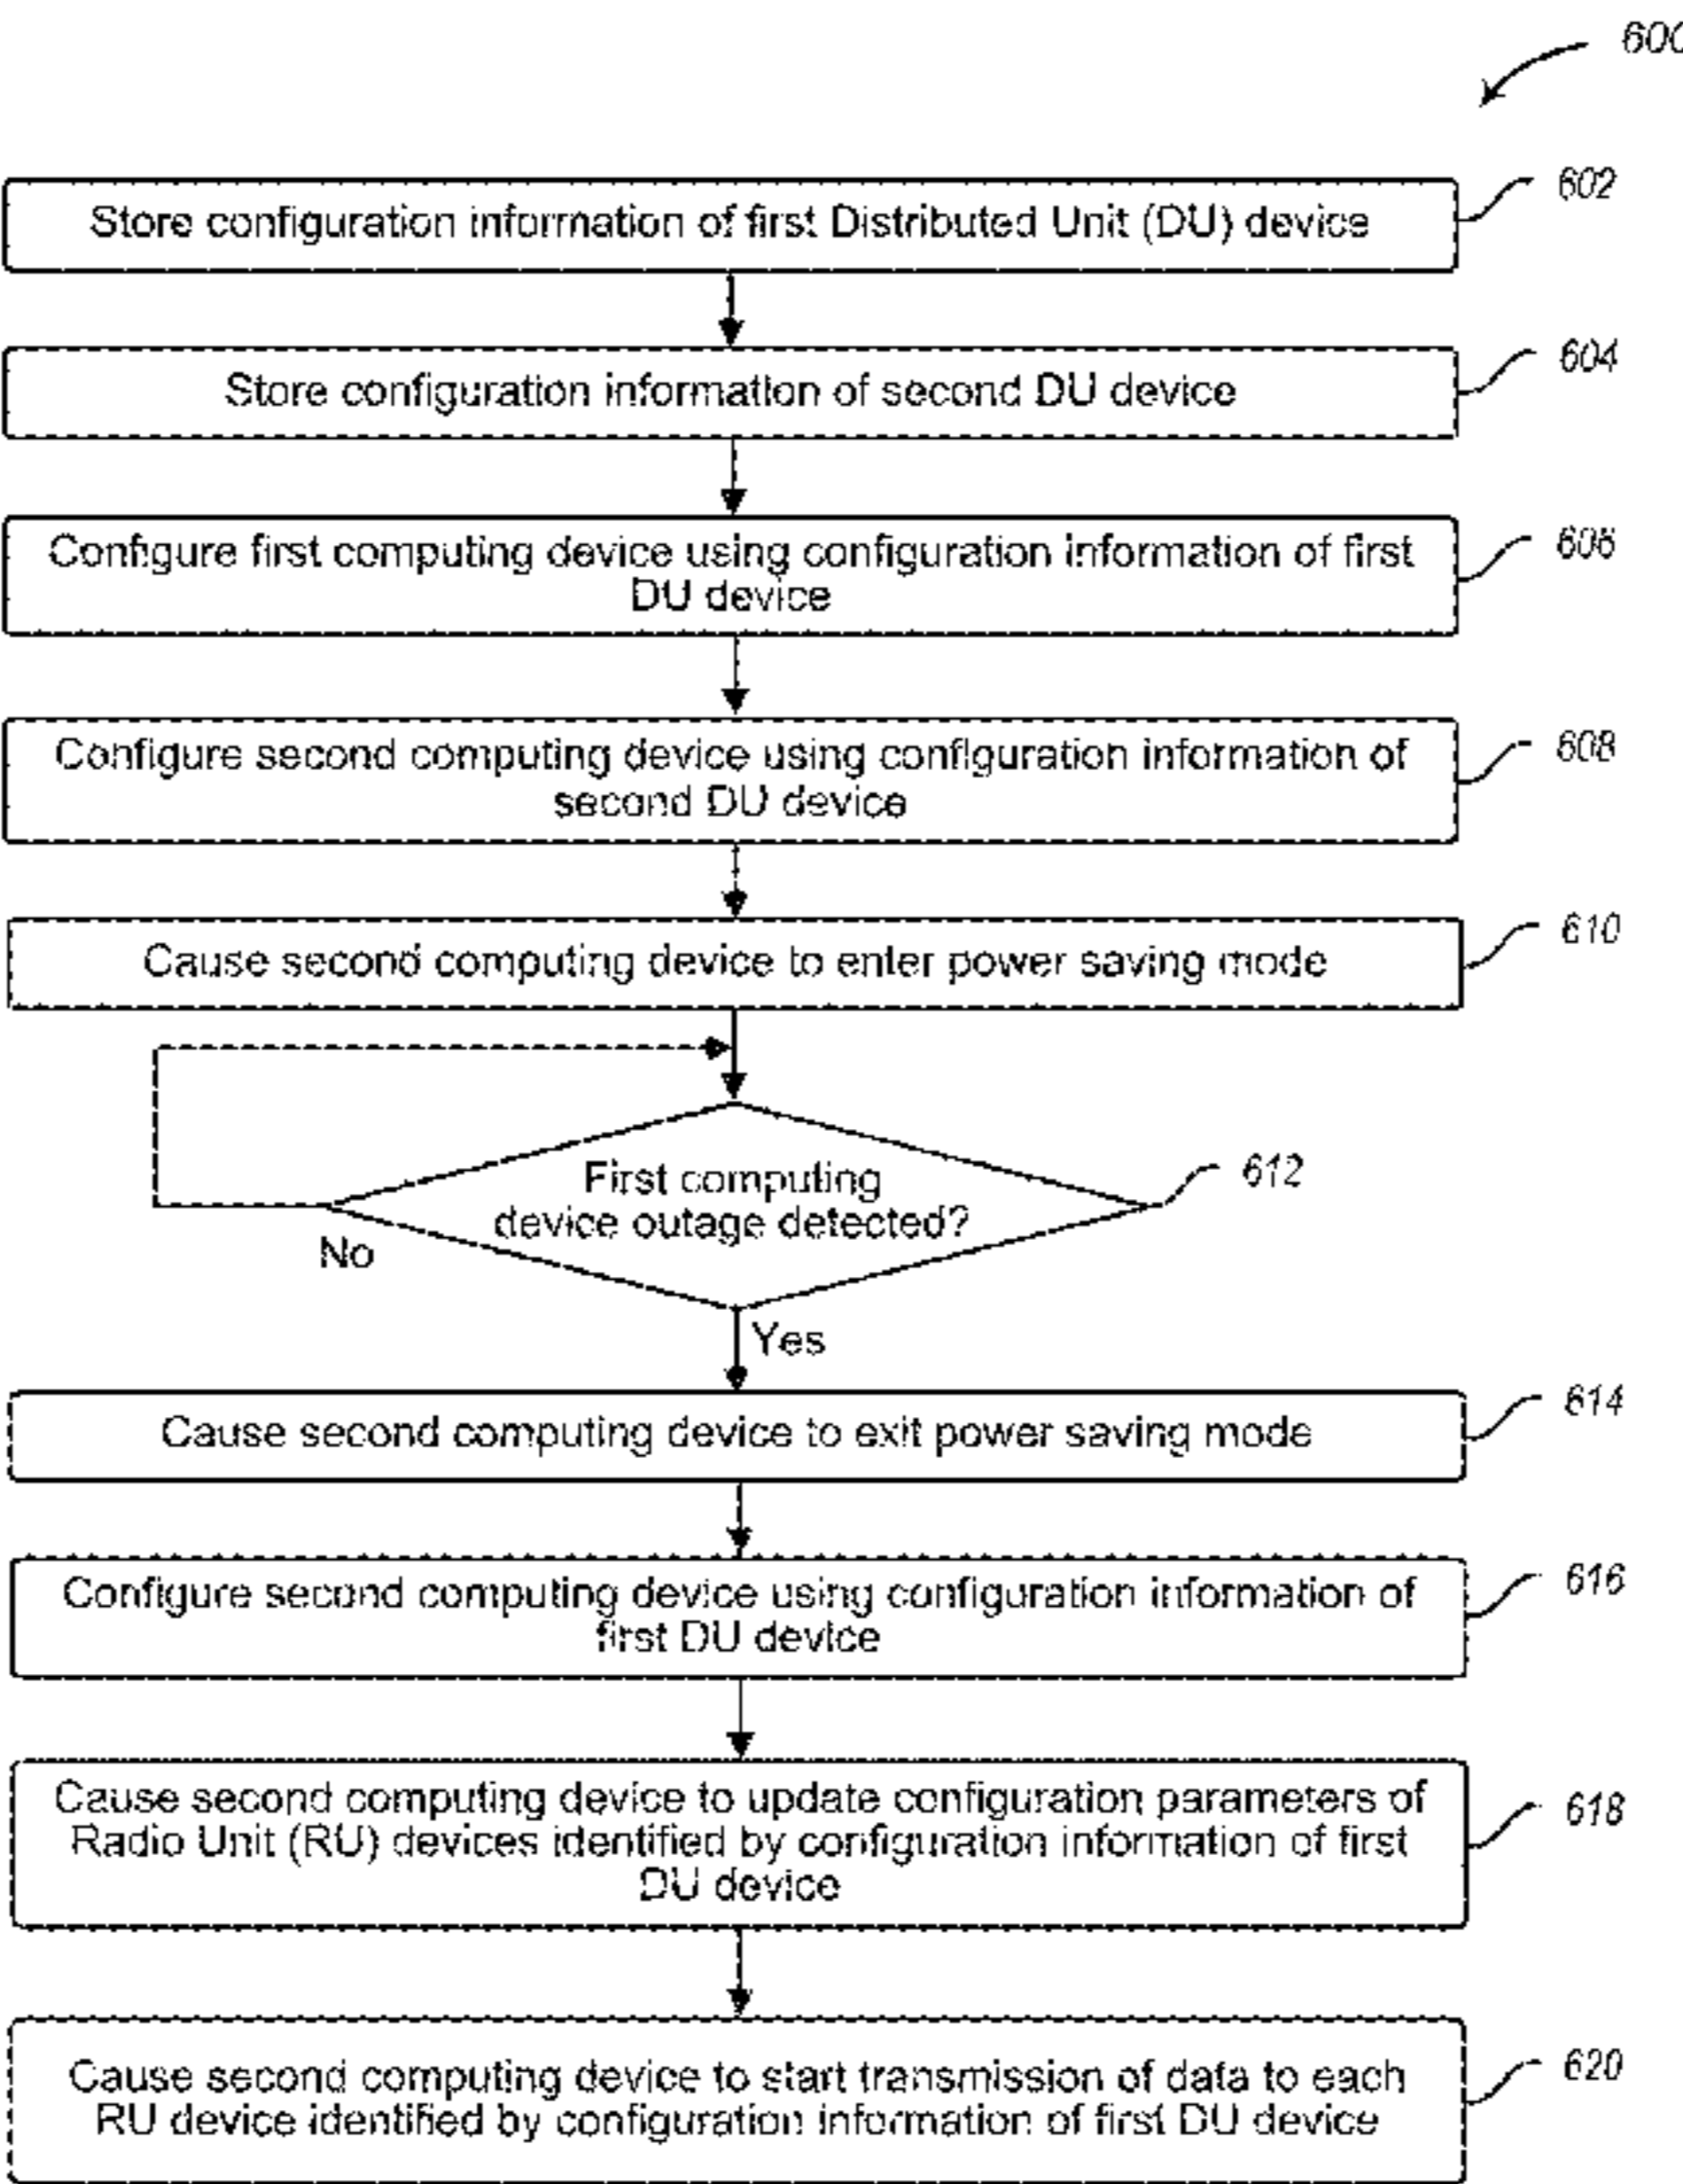 600
602
Store configuration information of first Distributed Unit (DU) device
604
Store configuration information of second DU device
606
Configure first computing device using configuration information of first
DU device
608
Configure second computing device using configuration information of
second DU device
610
Cause second computing device to enter power saving mode
612
First computing
device outage detected?
No
Yes
614
Cause second computing device to exit power saving mode
616
Configure second computing device using configuration information of
first DU device
618
Cause second computing device to update configuration parameters of
Radio Unit (RU) devices identified by configuration information of first
DU device
620
Cause second computing device to start transmission of data to each
RU device identified by configuration information of first DU device